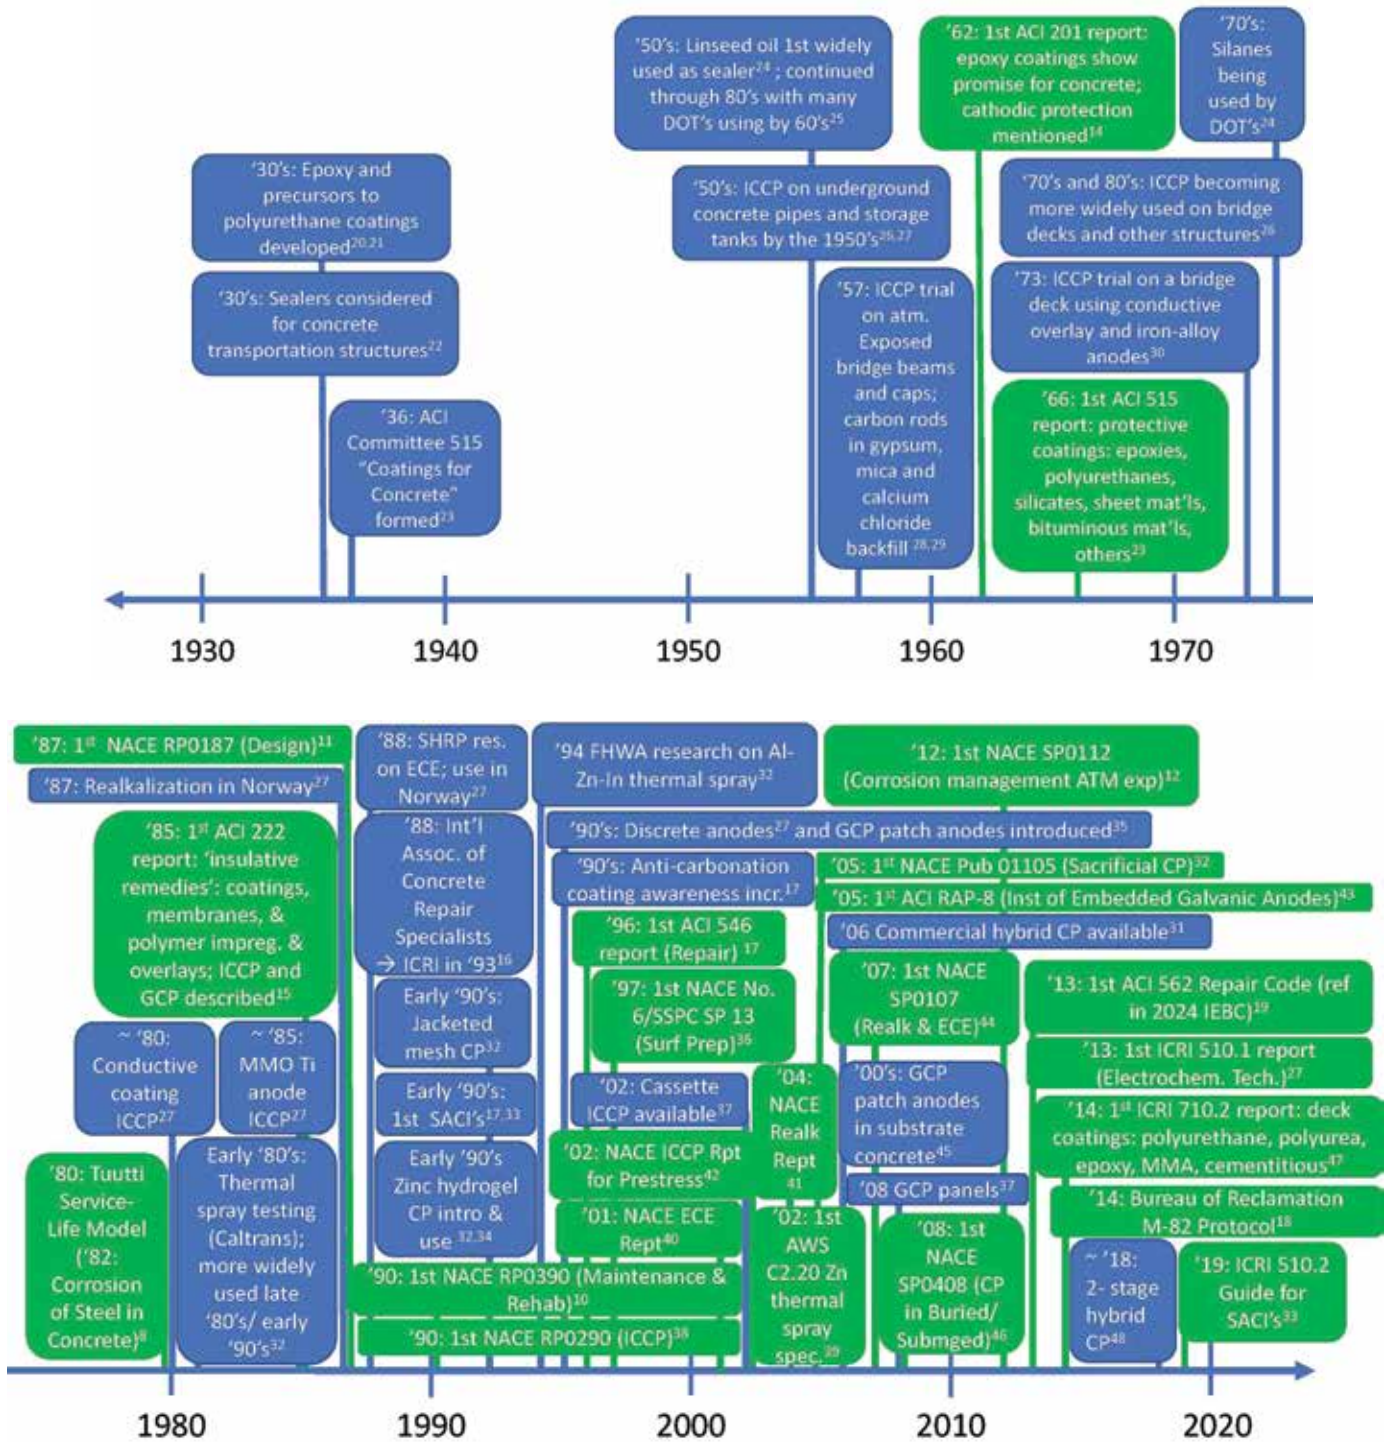 '50's: Linseed oil 1st widely
used as sealer24 ; continued
through 80's with many
DOT's using by 60's25
'62: 1st ACI 201 report:
epoxy coatings show
promise for concrete;
cathodic protection
mentioned14
'70's:
Silanes
being
used by
DOT's24
'30's: Epoxy and
precursors to
polyurethane coatings
developed20,21
'50's: ICCP on underground
concrete pipes and storage
tanks by the 1950's26,27
'70's and 80's: ICCP becoming
more widely used on bridge
decks and other structures26
'30's: Sealers considered
for concrete
transportation structures22
'57: ICCP trial
on atm.
Exposed
bridge beams
and caps;
carbon rods
in gypsum,
mica and
calcium
chloride
backfill 28,29
'73: ICCP trial on a bridge
deck using conductive
overlay and iron-alloy
anodes30
'36: ACI
Committee 515
"Coatings for
Concrete"
formed23
'66: 1st ACI 515
report: protective
coatings: epoxies,
polyurethanes,
silicates, sheet mat'ls,
bituminous mat'ls,
others23
1930 1940 1950 1960 1970
'87: 1st NACE RP0187 (Design)11
'87: Realkalization in Norway27
'85: 1st ACI 222
report: 'insulative
remedies': coatings,
membranes, &
polymer impreg. &
overlays; ICCP and
GCP described15
~ '80:
Conductive
coating
ICCP27
~ '85:
MMO Ti
anode
ICCP27
'80: Tuutti
Service-
Life Model
('82:
Corrosion
of Steel in
Concrete)8
Early '80's:
Thermal
spray testing
(Caltrans);
more widely
used late
'80's/ early
'90's32
'88: SHRP res.
on ECE; use in
Norway27
'88: Int'l
Assoc. of
Concrete
Repair
Specialists
→ ICRI in '9316
Early '90's:
Jacketed
mesh CP32
Early '90's:
1st SACI's17,33
Early '90's
Zinc hydrogel
CP intro &
use 32,34
'90: 1st NACE RP0390 (Maintenance &
Rehab)10
'90: 1st NACE RP0290 (ICCP)38
'94 FHWA research on Al-
Zn-In thermal spray32
'90's: Discrete anodes27 and GCP patch anodes introduced35
'90's: Anti-carbonation
coating awareness incr.17
'96: 1st ACI 546
report (Repair) 17
'97: 1st NACE No.
6/SSPC SP 13
(Surf Prep)36
'02: Cassette
ICCP available37
'02: NACE ICCP Rpt
for Prestress42
'01: NACE ECE
Rept40
'04:
NACE
Realk
Rept
41
'02: 1st
AWS
C2.20 Zn
thermal
spray
spec.39
'12: 1st NACE SP0112
(Corrosion management ATM exp)12
'05: 1st NACE Pub 01105 (Sacrificial CP)32
'05: 1st ACI RAP-8 (Inst of Embedded Galvanic Anodes)43
'06 Commercial hybrid CP available31
'07: 1st NACE
SP0107
(Realk & ECE)44
'00's: GCP
patch anodes
in substrate
concrete45
'08 GCP panels37
'08: 1st
NACE
SP0408 (CP
in Buried/
Submged)46
'13: 1st ACI 562 Repair Code (ref
in 2024 IEBC)19
'13: 1st ICRI 510.1 report
(Electrochem. Tech.)27
'14: 1st ICRI 710.2 report: deck
coatings: polyurethane, polyurea,
epoxy, MMA, cementitious47
'14: Bureau of Reclamation
M-82 Protocol18
~ '18:
2- stage
hybrid
CP48
'19: ICRI 510.2
Guide for
SACI's33
1980 1990 2000 2010 2020